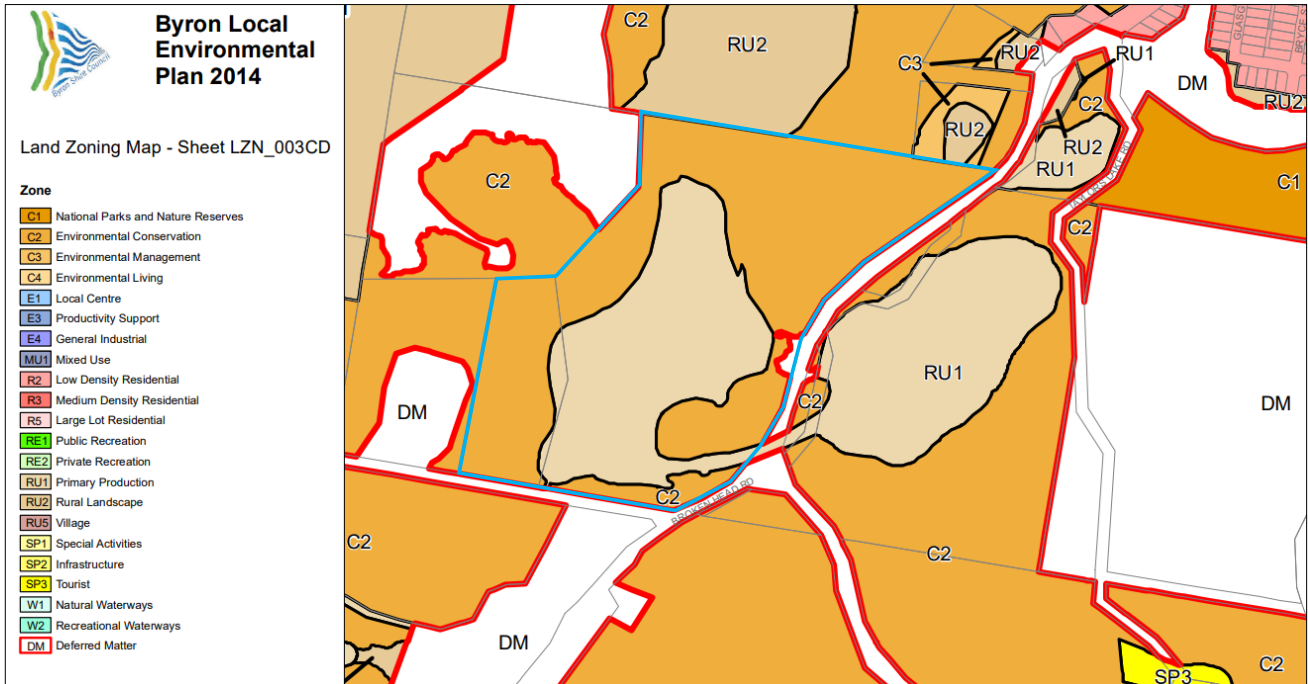 Byron Local
Environmental
Plan 2014
Byron Shire Council
Land Zoning Map - Sheet LZN_003CD
Zone
C1 National Parks and Nature Reserves
C2 Environmental Conservation
C3 Environmental Management
C4 Environmental Living
E1 Local Centre
E3 Productivity Support
E4 General Industrial
MU1 Mixed Use
R2 Low Density Residential
R3 Medium Density Residential
R5 Large Lot Residential
RE1 Public Recreation
RE2 Private Recreation
RU1 Primary Production
RU2 Rural Landscape
RU5 Village
SP1 Special Activities
SP2 Infrastructure
SP3 Tourist
W1 Natural Waterways
W2 Recreational Waterways
DM Deferred Matter
C2
RU2
C3
RU2
RU1
DM
C2
RU2
RU2
RU2
RU1
C1
C2
TAYLORS LAKE RD
C2
RU1
DM
DM
C2
C2
BROKEN HEAD RD
C2
C2
DM
SP3
C2